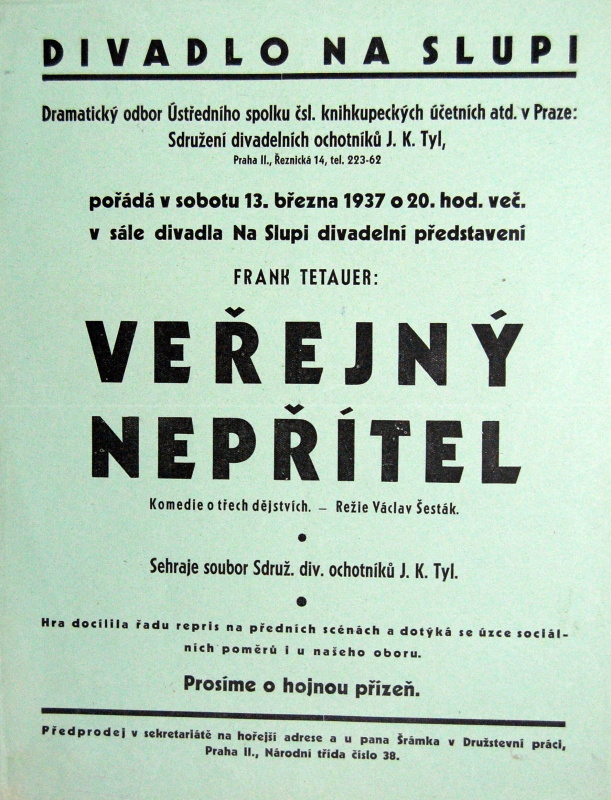 DIVADLO NA SLUPI
Dramatický odbor Ústředního spolku čsl. knihkupeckých účetních atd. v Praze:
Sdružení divadelních ochotníků J. K. Tyl,
Praha II., Řeznická 14, tel. 223-62
pořádá v sobotu 13. března 1937 o 20. hod. več.
v sále divadla Na Slupi divadelní představení
FRANK TETAUER:
VEŘEJNÝ
NEPŘÍTEL
Komedie o třech dějstvích. — Režie Václav Šesták.
Sehraje soubor Sdruž. div. ochotníků J. K. Tyl.
Hra docílila řadu repris na předních scénách a dotýká se úzce sociál-
ních poměrů i u našeho oboru.
Prosíme o hojnou přízeň.
Předprodej v sekretariátě na hořejší adrese a u pana Šrámka v Družstevní práci,
Praha II., Národní třída číslo 38.